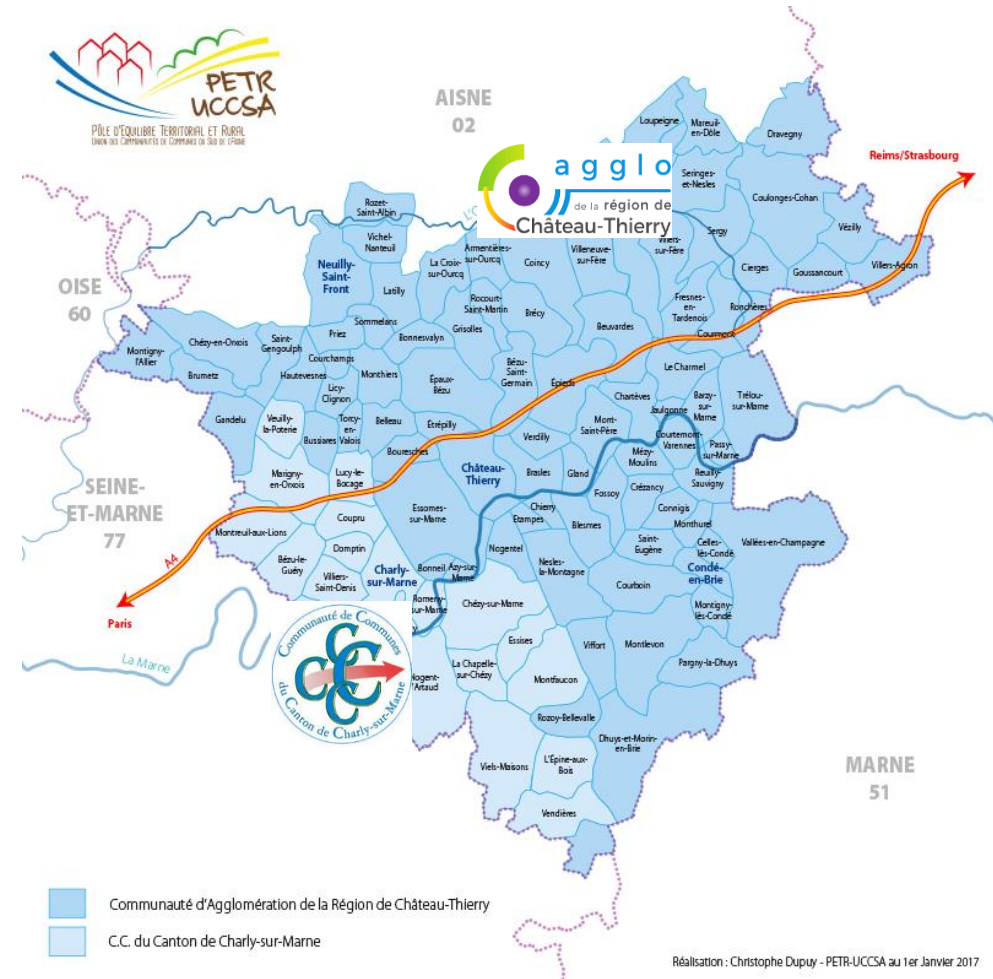 PETR
UCCSA
PÔLE D'EQUILIBRE TERRITORIAL ET RURAL
UNION DES COMMUNAUTÉS DE COMMUNES DU SUD DE L'AISNE
AISNE
02
agglo
de la région de
Château-Thierry
Reims/Strasbourg
Loupeigne
Mareuil-
en-Dôle
Dravegny
Seringes-
et-Nesles
Coulonges-Cohan
Rozet-
Saint-Albin
Vichel-
Nanteuil
Armentières-
sur-Ourcq
La Croix-
sur-Ourcq
Coincy
Villeneuve-
sur-Fère
Villers-
sur-Fère
Sergy
Vézilly
Cierges
Goussancourt
Villers-Agron
Neuilly-
Saint-
Front
OISE
60
Latilly
Rocourt-
Saint-Martin
Brécy
Fresnes-
en-
Tardenois
Ronchères
Sommelans
Priez
Bonnesvalyn
Grisolles
Beuvardes
Courmont
Montigny-
l'Allier
Chézy-en-Orxois
Saint-
Gengoulph
Courchamps
Brumetz
Hautevesnes
Monthiers
Licy-
Clignon
Épaux-
Bézu
Bézu-
Saint-
Germain
Épieds
Le Charmel
Chartèves
Barzy-
sur-
Marne
Trélou-
sur-Marne
Jaulgonne
Gandelu
Veuilly-
la-Poterie
Bussiares
Torcy-
en-
Valois
Belleau
Étrépilly
Verdilly
Mont-
Saint-Père
Courtemont-
Varennes
Passy-
sur-Marne
Bouresches
Mézy-
Moulins
Reuilly-
Sauvigny
Marigny-
en-Orxois
Lucy-le-
Bocage
Château-
Thierry
Brasles
Gland
Fossoy
Crézancy
Connigis
SEINE-
ET-MARNE
77
Montreuil-aux-Lions
Coupru
Essomes-
sur-Marne
Chierry
Etampes
Blesmes
Monthurel
Saint-
Eugène
Celles-
lès-Condé
Vallées-en-Champagne
A4
Bézu-le-
Guéry
Domptin
Villiers-
Saint-Denis
Charly-
sur-Marne
Bonneil
Azy-sur-
Marne
Nogentel
Nesles-
la-Montagne
Courboin
Condé-
en-Brie
Montigny-
lès-Condé
Paris
Romeny-
sur-Marne
Chézy-sur-Marne
Essises
Viffort
Montlevon
Pargny-la-Dhuys
La Marne
Communauté de Communes
CCCC
du Canton de Charly-sur-Marne
Nogent-
l'Artaud
La Chapelle-
sur-Chézy
Montfaucon
Rozoy-Bellevalle
Dhuys-et-Morin-
en-Brie
Viels-Maisons
L'Épine-aux-
Bois
Vendières
MARNE
51
Communauté d'Agglomération de la Région de Château-Thierry
C.C. du Canton de Charly-sur-Marne
Réalisation : Christophe Dupuy - PETR-UCCSA au 1er Janvier 2017